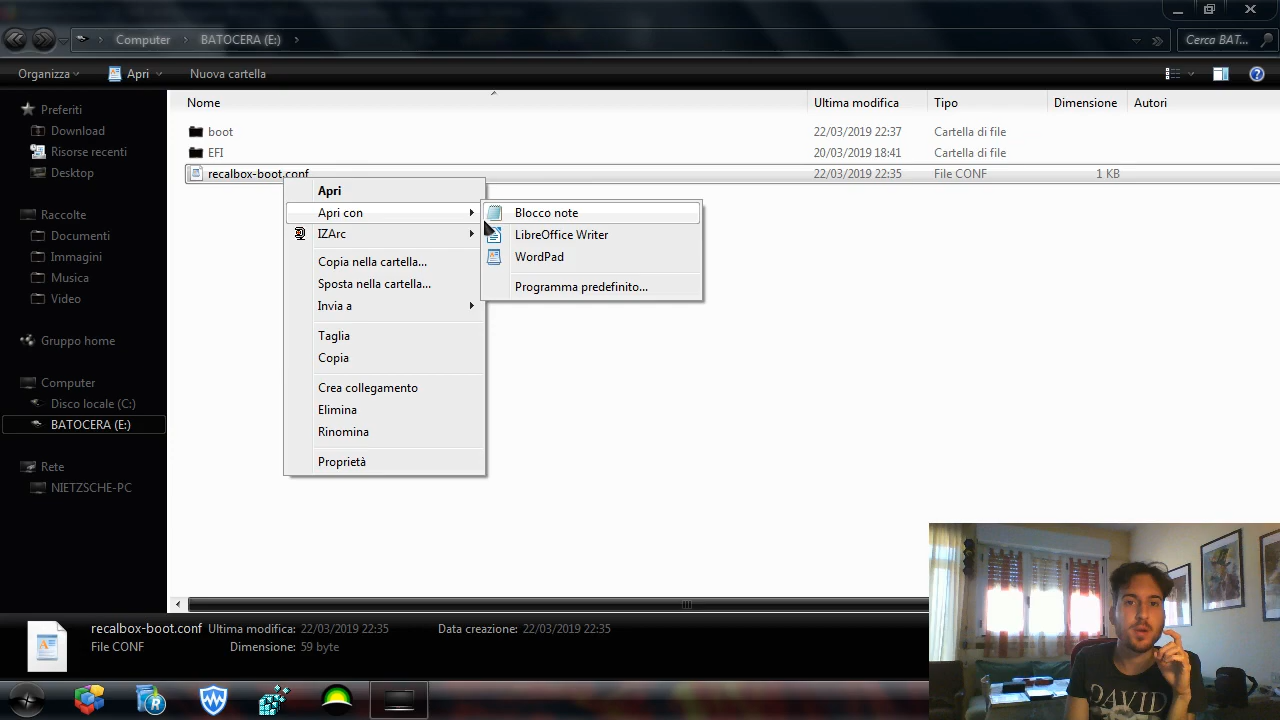 Computer
BATOCERA (E:)
Cerca BAT...
Organizza
Apri
Nuova cartella
Nome
Ultima modifica
Tipo
Dimensione
Autori
Preferiti
Download
Risorse recenti
Desktop
Raccolte
Documenti
Immagini
Musica
Video
Gruppo home
Computer
Disco locale (C:)
BATOCERA (E:)
Rete
NIETZSCHE-PC
boot 22/03/2019 22:37 Cartella di file
EFI 20/03/2019 18:41 Cartella di file
recalbox-boot.conf 22/03/2019 22:35 File CONF 1 KB
Apri
Apri con
IZArc
Copia nella cartella...
Sposta nella cartella...
Invia a
Taglia
Copia
Crea collegamento
Elimina
Rinomina
Proprietà
Blocco note
LibreOffice Writer
WordPad
Programma predefinito...
recalbox-boot.conf Ultima modifica: 22/03/2019 22:35 Data creazione: 22/03/2019 22:35
File CONF Dimensione: 59 byte
DAVID